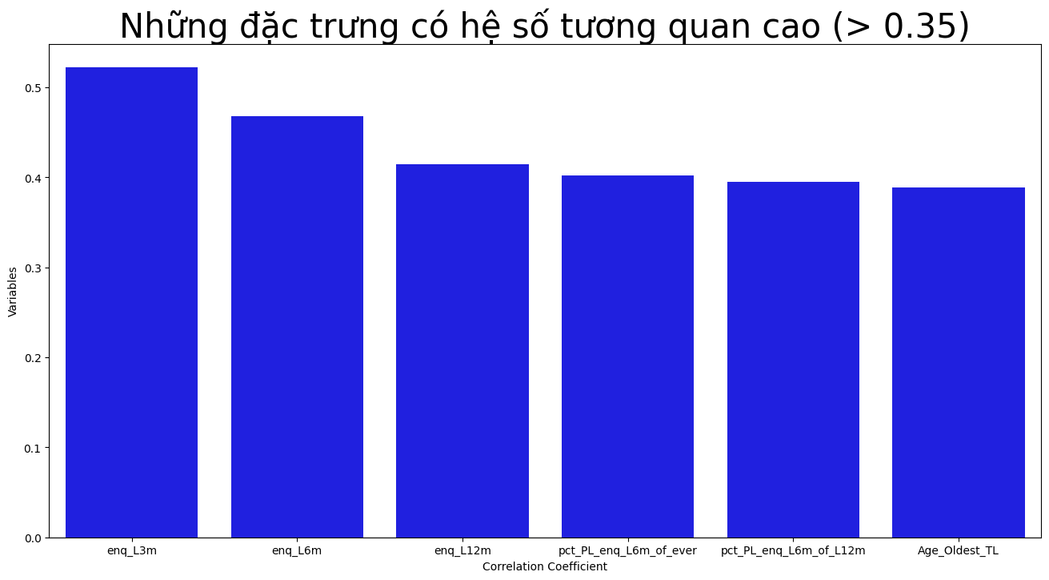 Những đặc trưng có hệ số tương quan cao (> 0.35)
Variables
0.5
0.4
0.3
0.2
0.1
0.0
enq_L3m enq_L6m enq_L12m pct_PL_enq_L6m_of_ever pct_PL_enq_L6m_of_L12m Age_Oldest_TL
Correlation Coefficient